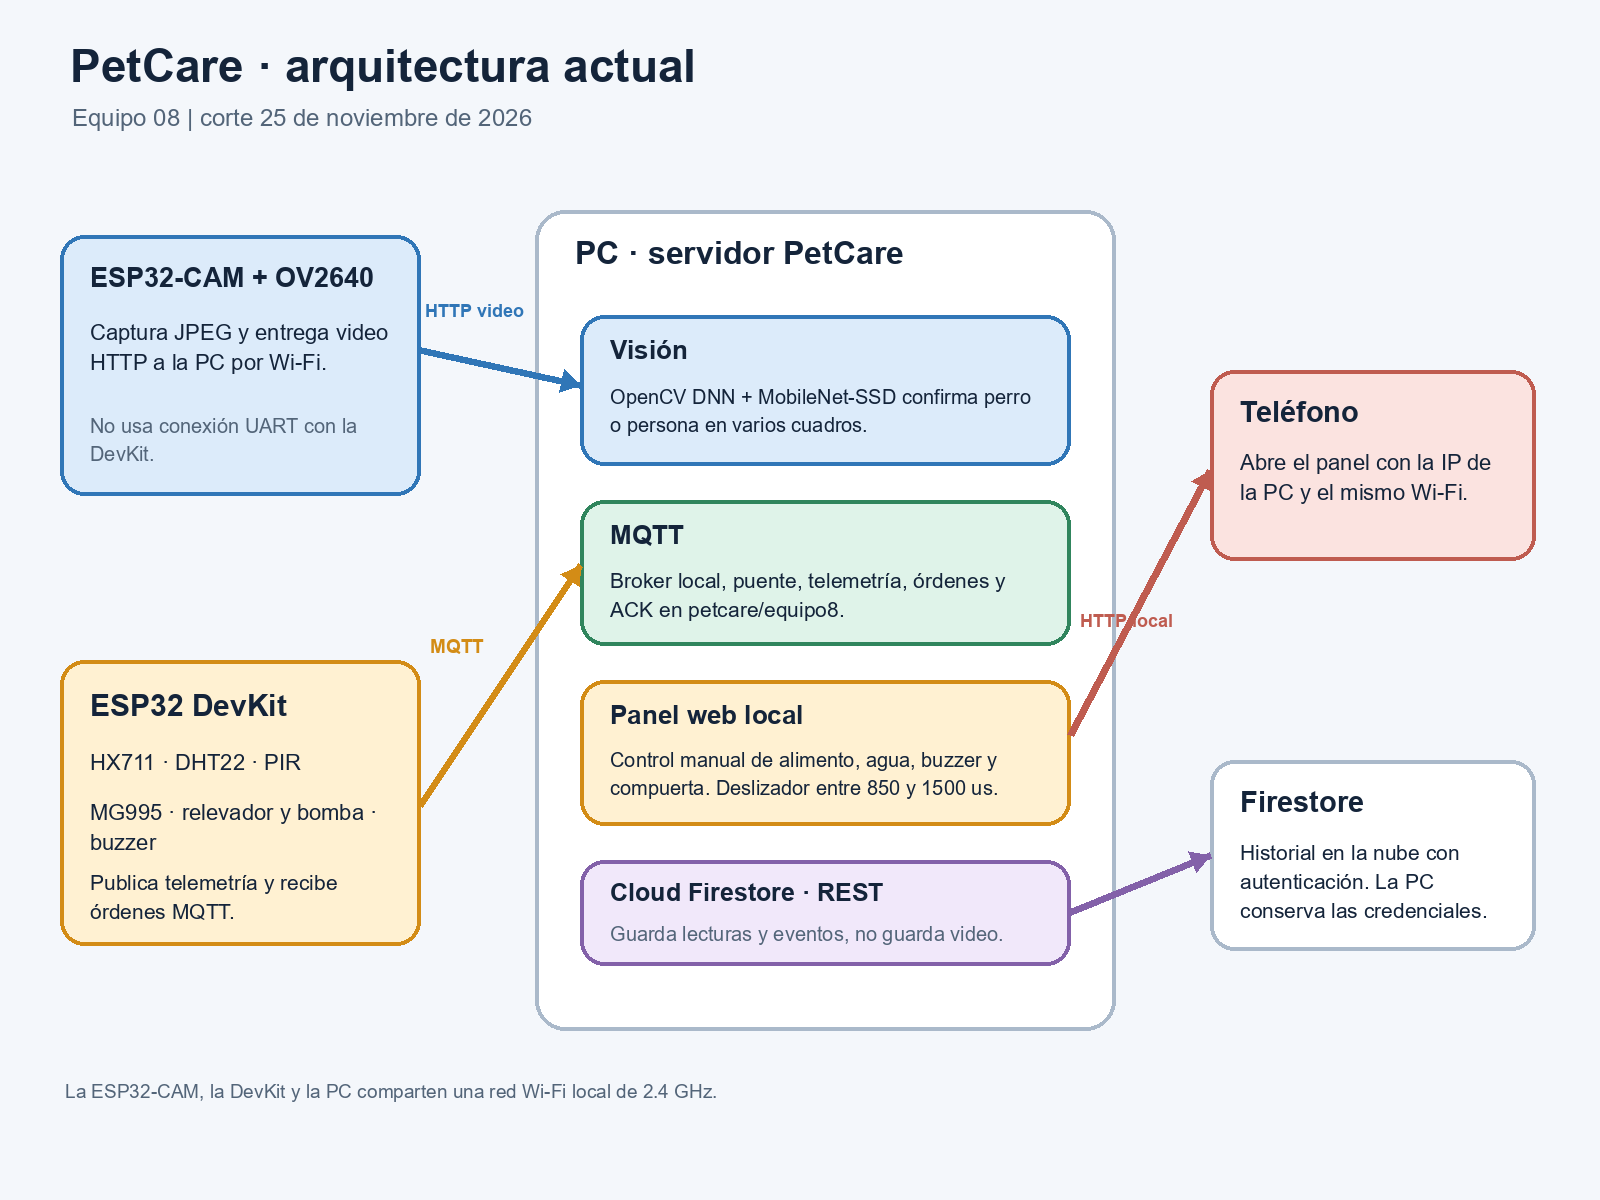 PetCare · arquitectura actual
Equipo 08 | corte 25 de noviembre de 2026
ESP32-CAM + OV2640
Captura JPEG y entrega video
HTTP a la PC por Wi-Fi.
No usa conexión UART con la
DevKit.
HTTP video
ESP32 DevKit
HX711 · DHT22 · PIR
MG995 · relevador y bomba ·
buzzer
Publica telemetría y recibe
órdenes MQTT.
MQTT
PC · servidor PetCare
Visión
OpenCV DNN + MobileNet-SSD confirma perro
o persona en varios cuadros.
MQTT
Broker local, puente, telemetría, órdenes y
ACK en petcare/equipo8.
Panel web local
Control manual de alimento, agua, buzzer y
compuerta. Deslizador entre 850 y 1500 us.
Cloud Firestore · REST
Guarda lecturas y eventos, no guarda video.
HTTP local
Teléfono
Abre el panel con la IP de
la PC y el mismo Wi-Fi.
Firestore
Historial en la nube con
autenticación. La PC
conserva las credenciales.
La ESP32-CAM, la DevKit y la PC comparten una red Wi-Fi local de 2.4 GHz.